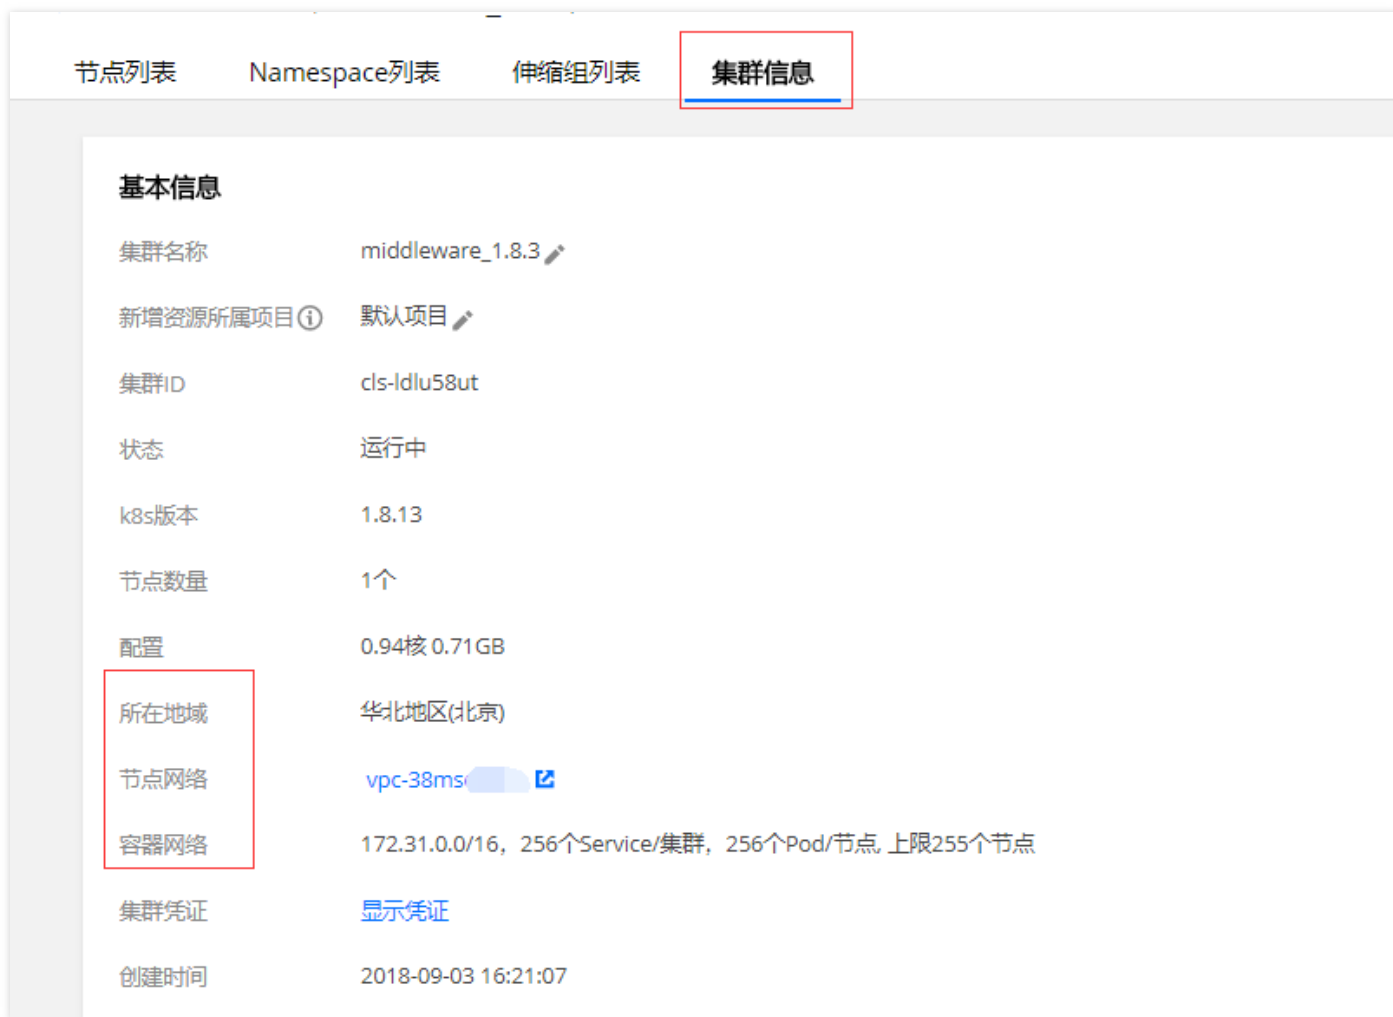 节点列表 Namespace列表 伸缩组列表 集群信息
基本信息
集群名称 middleware_1.8.3
新增资源所属项目 默认项目
集群ID cls-ldlu58ut
状态 运行中
k8s版本 1.8.13
节点数量 1个
配置 0.94核 0.71GB
所在地域 华北地区(北京)
节点网络 vpc-38ms
容器网络 172.31.0.0/16，256个Service/集群，256个Pod/节点, 上限255个节点
集群凭证 显示凭证
创建时间 2018-09-03 16:21:07